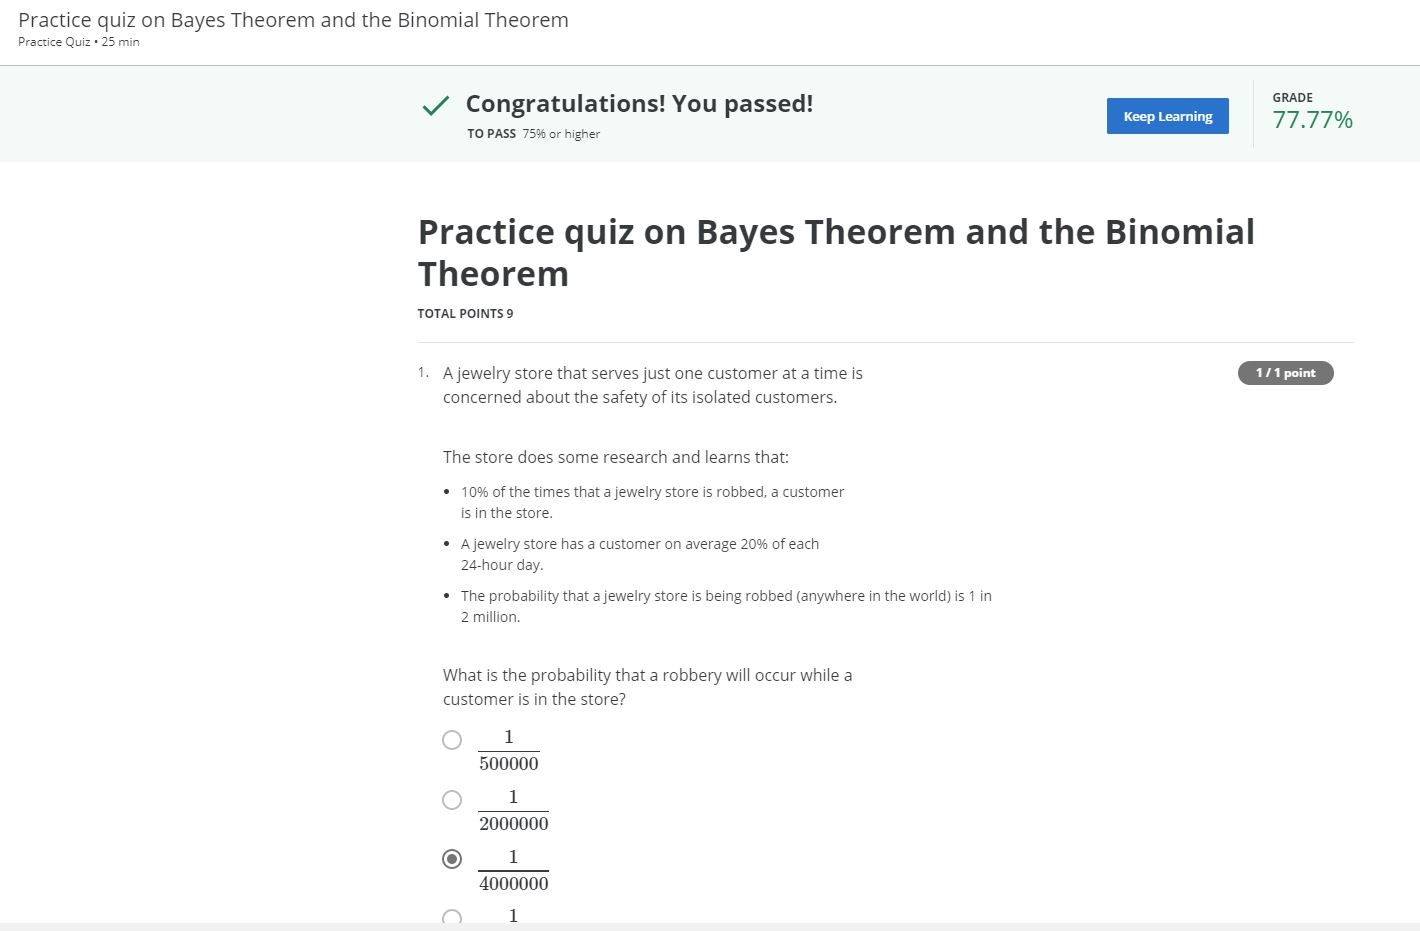 Practice quiz on Bayes Theorem and the Binomial Theorem
Practice Quiz • 25 min
Congratulations! You passed!
TO PASS 75% or higher
Keep Learning
GRADE
77.77%
Practice quiz on Bayes Theorem and the Binomial
Theorem
TOTAL POINTS 9
1. A jewelry store that serves just one customer at a time is
concerned about the safety of its isolated customers.
1 / 1 point
The store does some research and learns that:
• 10% of the times that a jewelry store is robbed, a customer
is in the store.
• A jewelry store has a customer on average 20% of each
24-hour day.
• The probability that a jewelry store is being robbed (anywhere in the world) is 1 in
2 million.
What is the probability that a robbery will occur while a
customer is in the store?
1
500000
1
2000000
1
4000000
1